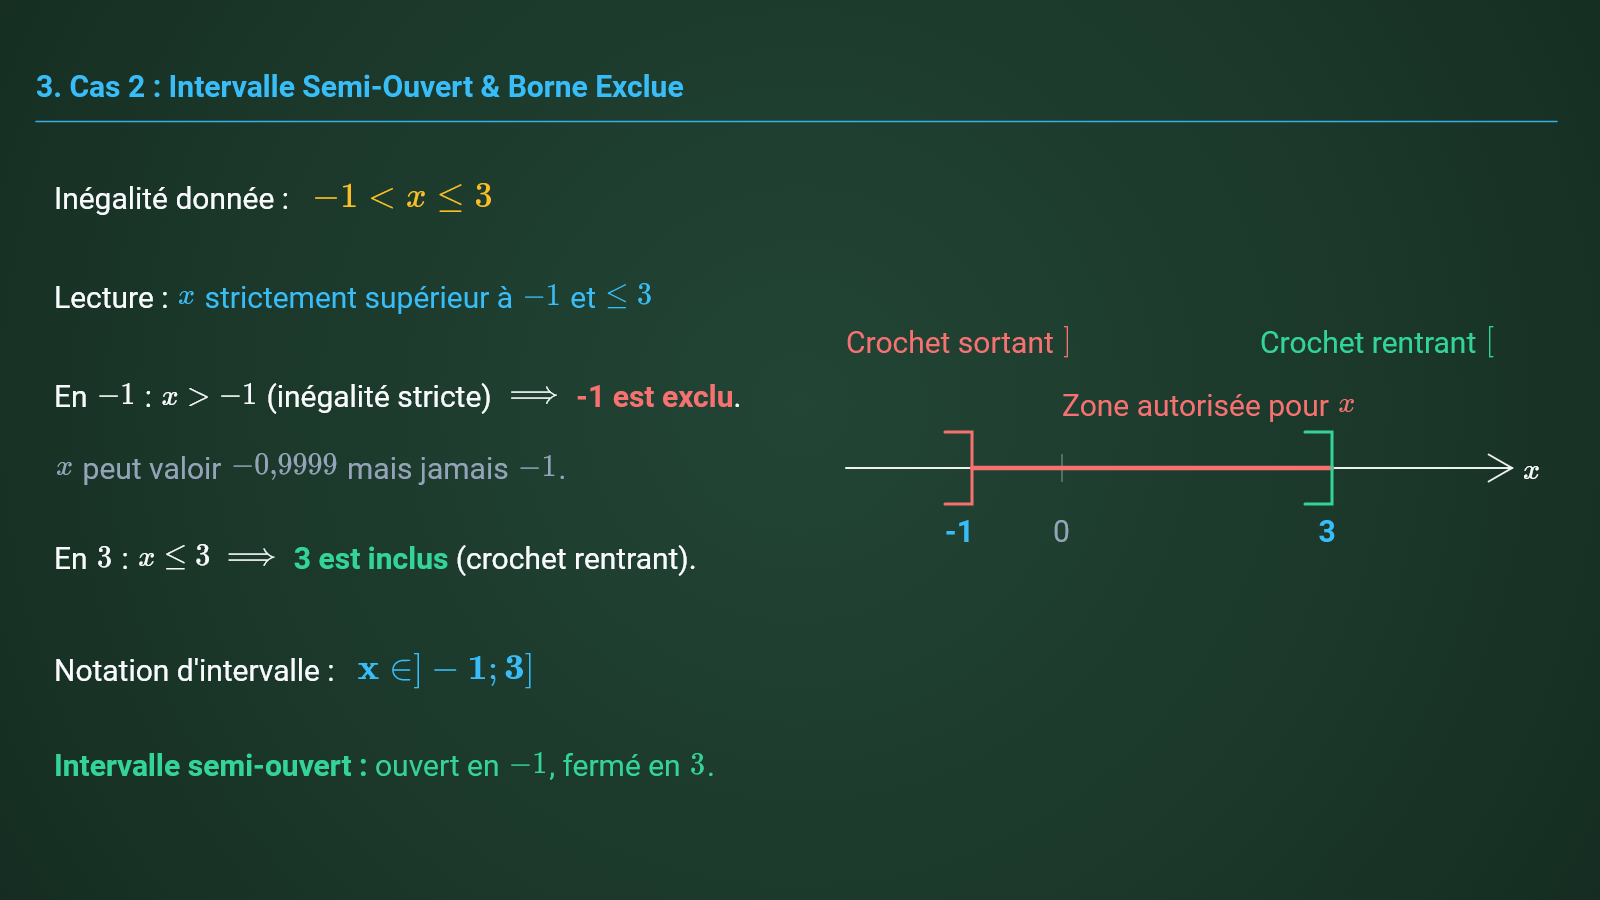 3. Cas 2 : Intervalle Semi-Ouvert & Borne Exclue
Inégalité donnée : −1 < x ≤ 3
Lecture : x strictement supérieur à −1 et ≤ 3
En −1 : x > −1 (inégalité stricte) ⟹ -1 est exclu.
x peut valoir −0,9999 mais jamais −1.
En 3 : x ≤ 3 ⟹ 3 est inclus (crochet rentrant).
Notation d'intervalle : x ∈] − 1; 3]
Intervalle semi-ouvert : ouvert en −1, fermé en 3.
Crochet sortant ]
Crochet rentrant [
Zone autorisée pour x
x
-1
0
3